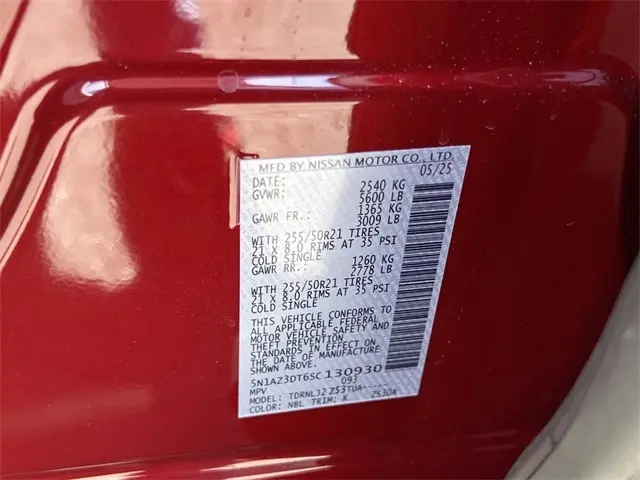 MFD BY NISSAN MOTOR CO., LTD.
DATE: 05/25
GVWR: 2540 KG
5600 LB
GAWR FR.: 1365 KG
3009 LB
WITH 255/50R21 TIRES
21 X 8.0 RIMS AT 35 PSI
COLD SINGLE
GAWR RR.: 1260 KG
2778 LB
WITH 255/50R21 TIRES
21 X 8.0 RIMS AT 35 PSI
COLD SINGLE
THIS VEHICLE CONFORMS TO
ALL APPLICABLE FEDERAL
MOTOR VEHICLE SAFETY AND
THEFT PREVENTION
STANDARDS IN EFFECT ON
THE DATE OF MANUFACTURE
SHOWN ABOVE.
5N1AZ3DT6SC130930
MPV 093
MODEL: TDRNLJ2 Z53TUA-----
COLOR: NBL TRIM: K ZS30A